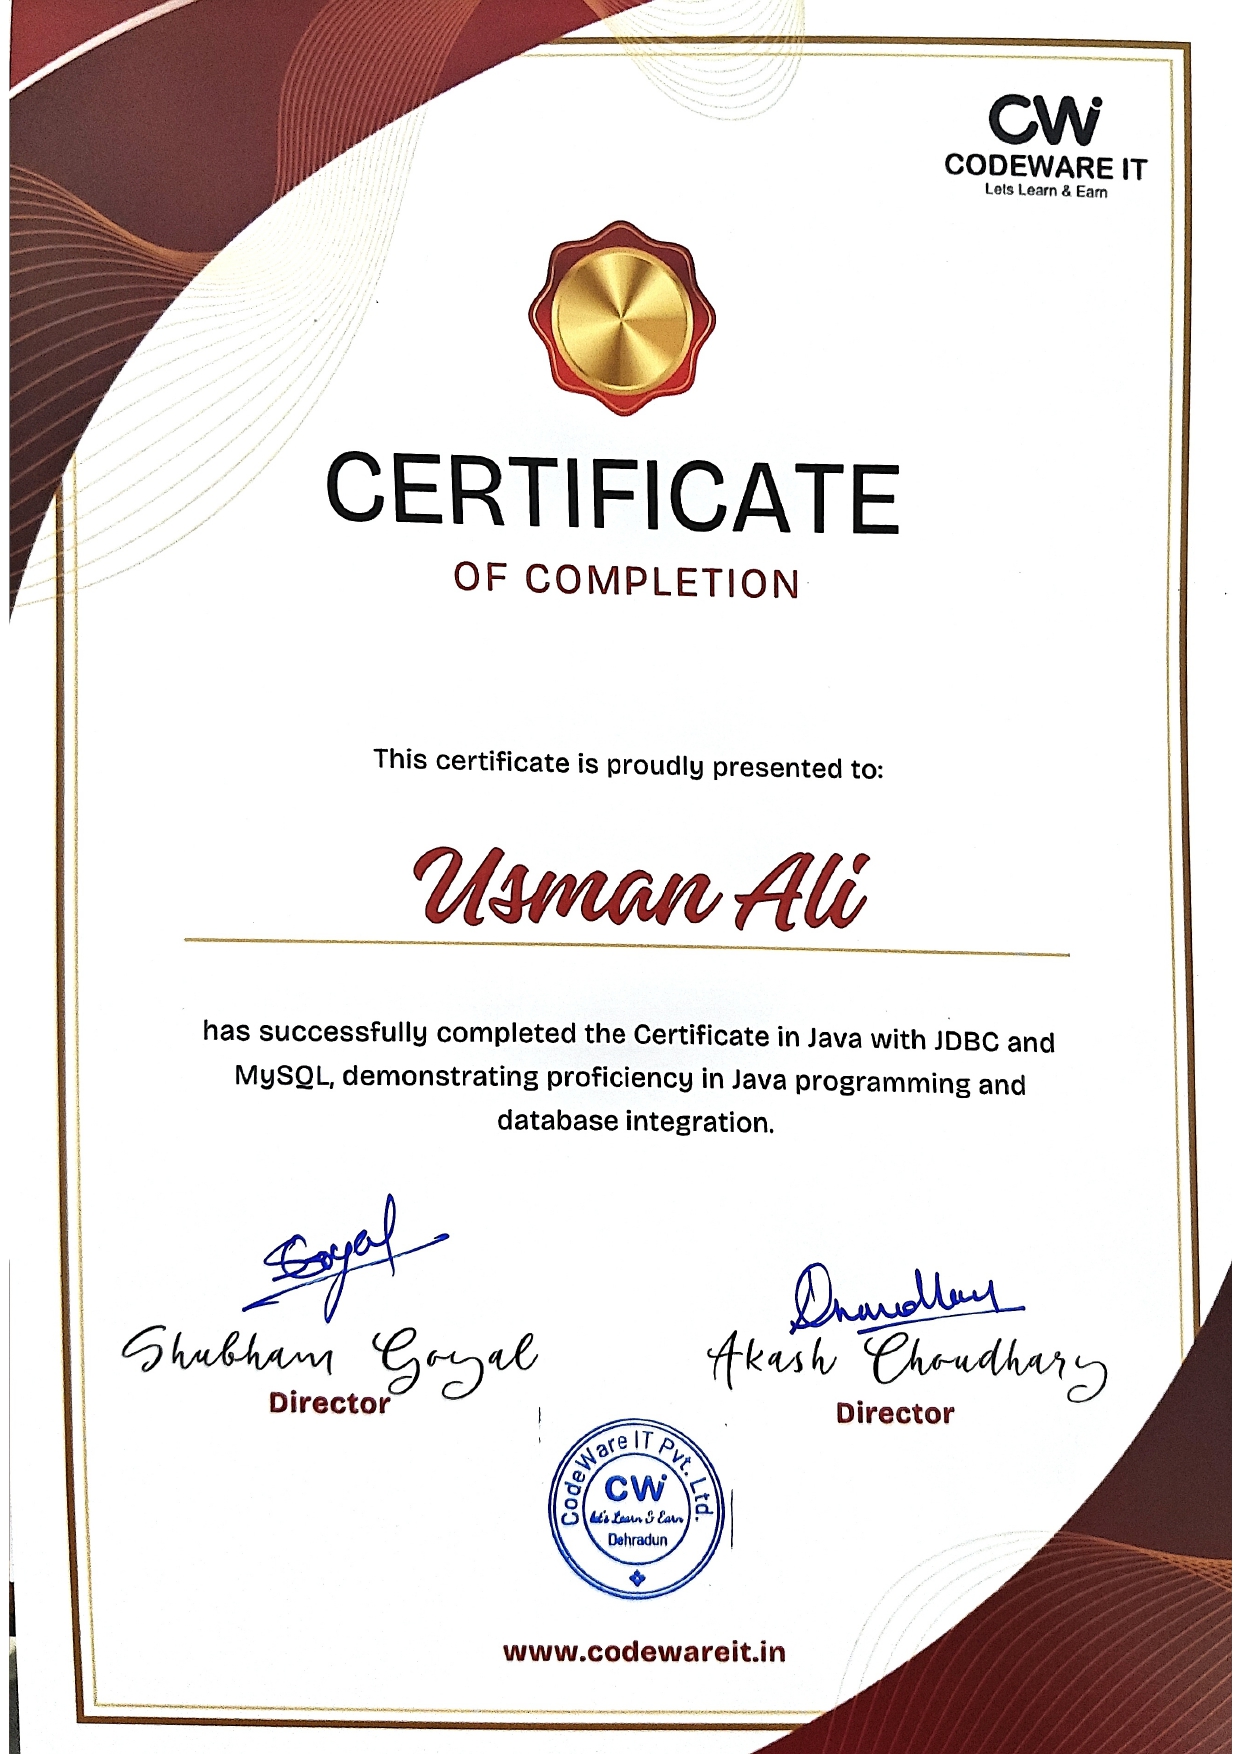 CWi
CODEWARE IT
Lets Learn & Earn
CERTIFICATE
OF COMPLETION
This certificate is proudly presented to:
Usman Ali
has successfully completed the Certificate in Java with JDBC and
MySQL, demonstrating proficiency in Java programming and
database integration.
Goyal
Choudhary
Shubham Goyal
Akash Choudhary
Director
Director
CodeWare IT Pvt. Ltd.
CWi
Let's Learn & Earn
Dehradun
www.codewareit.in